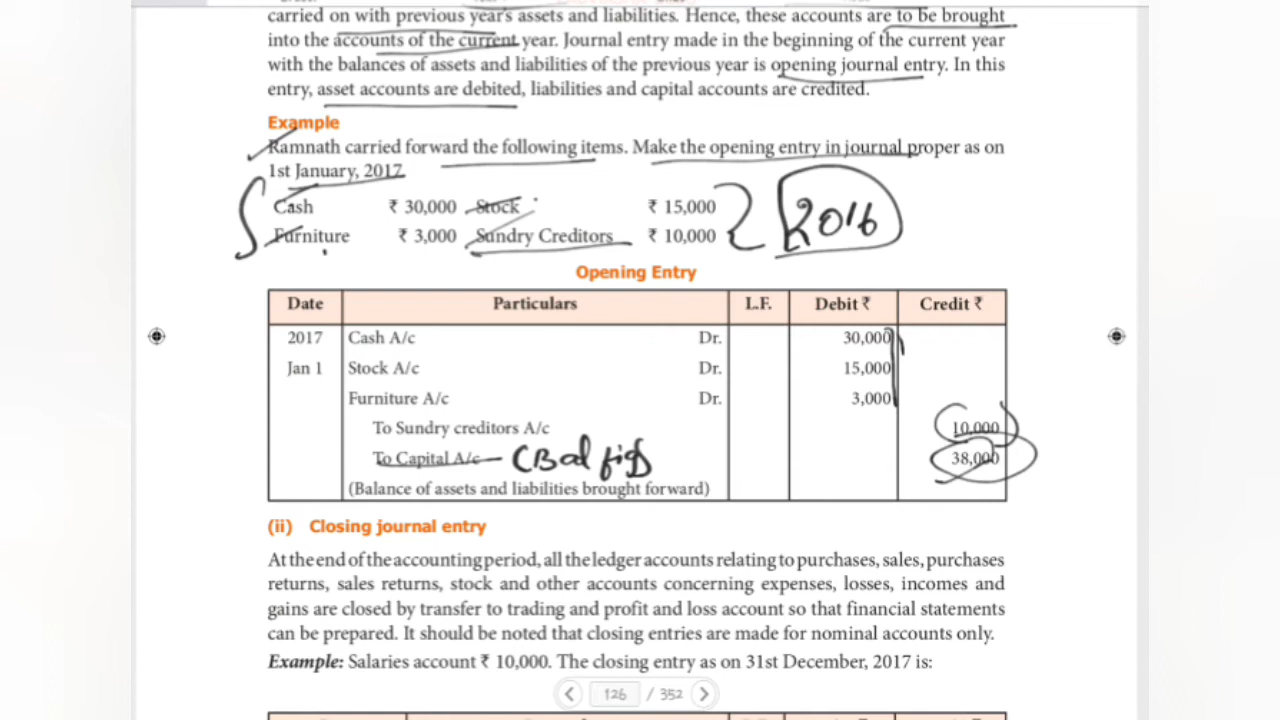 carried on with previous year's assets and liabilities. Hence, these accounts are to be brought
into the accounts of the current year. Journal entry made in the beginning of the current year
with the balances of assets and liabilities of the previous year is opening journal entry. In this
entry, asset accounts are debited, liabilities and capital accounts are credited.
Example
Ramnath carried forward the following items. Make the opening entry in journal proper as on
1st January, 2017
Cash ₹ 30,000 Stock ₹ 15,000
Furniture ₹ 3,000 Sundry Creditors ₹ 10,000
2016
Opening Entry
Date Particulars L.F. Debit ₹ Credit ₹
2017 Cash A/c Dr. 30,000
Jan 1 Stock A/c Dr. 15,000
Furniture A/c Dr. 3,000
To Sundry creditors A/c 10,000
To Capital A/c (Bal fig) 38,000
(Balance of assets and liabilities brought forward)
(ii) Closing journal entry
At the end of the accounting period, all the ledger accounts relating to purchases, sales, purchases
returns, sales returns, stock and other accounts concerning expenses, losses, incomes and
gains are closed by transfer to trading and profit and loss account so that financial statements
can be prepared. It should be noted that closing entries are made for nominal accounts only.
Example: Salaries account ₹ 10,000. The closing entry as on 31st December, 2017 is:
126 / 352